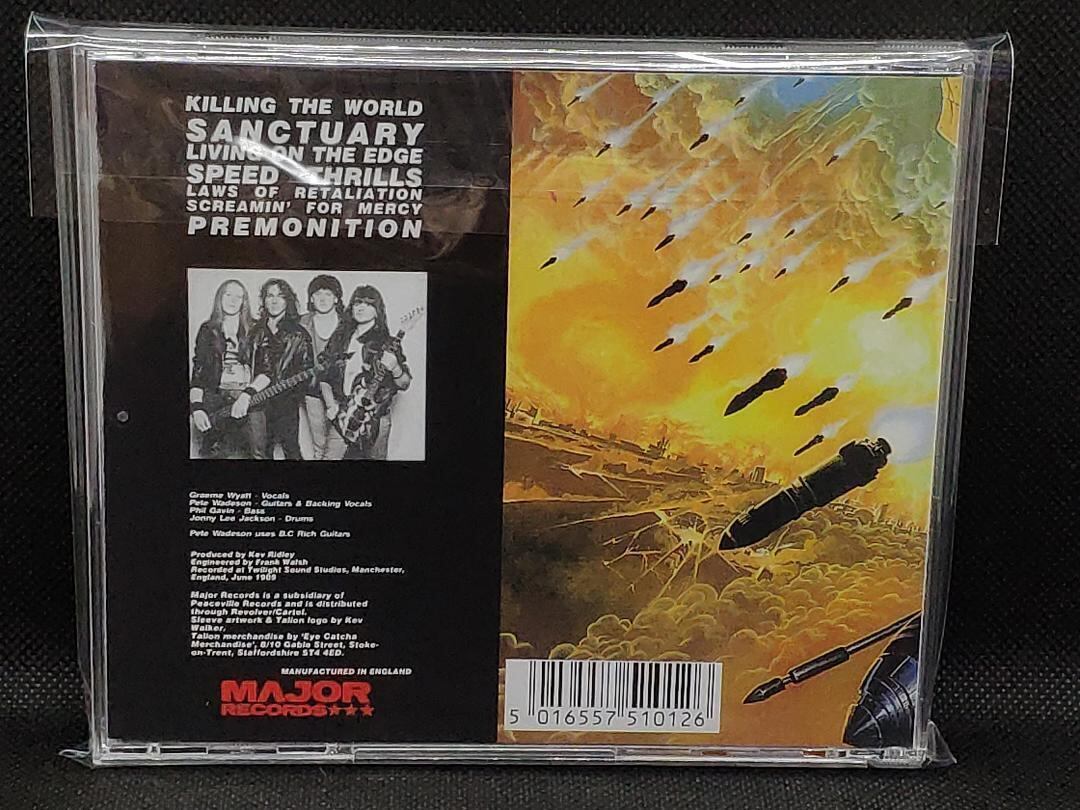 KILLING THE WORLD
SANCTUARY
LIVING ON THE EDGE
SPEED THRILLS
LAWS OF RETALIATION
SCREAMIN' FOR MERCY
PREMONITION
Graeme Wyatt - Vocals
Pete Wadeson - Guitars & Backing Vocals
Phil Gavin - Bass
Jonny Lee Jackson - Drums
Pete Wadeson uses B.C Rich Guitars
Produced by Kev Ridley
Engineered by Frank Walsh
Recorded at Twilight Sound Studios, Manchester,
England, June 1989
Major Records is a subsidiary of
Peaceville Records and is distributed
through Revolver/Cartel.
Sleeve artwork & Talion logo by Kev
Walker.
Talion merchandise by 'Eye Catcha
Merchandise', 8/10 Gable Street, Stoke-
on-Trent, Staffordshire ST4 4ED.
MANUFACTURED IN ENGLAND
MAJOR
RECORDS★★★
5 016557 510126